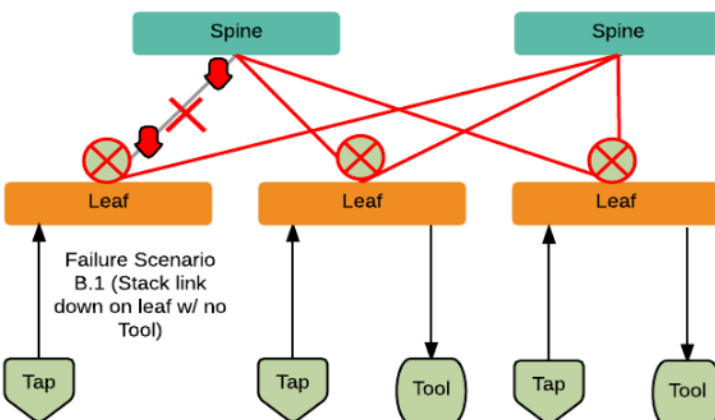 Spine
Spine
Leaf
Leaf
Leaf
Failure Scenario
B.1 (Stack link
down on leaf w/ no
Tool)
Tap
Tap
Tool
Tap
Tool